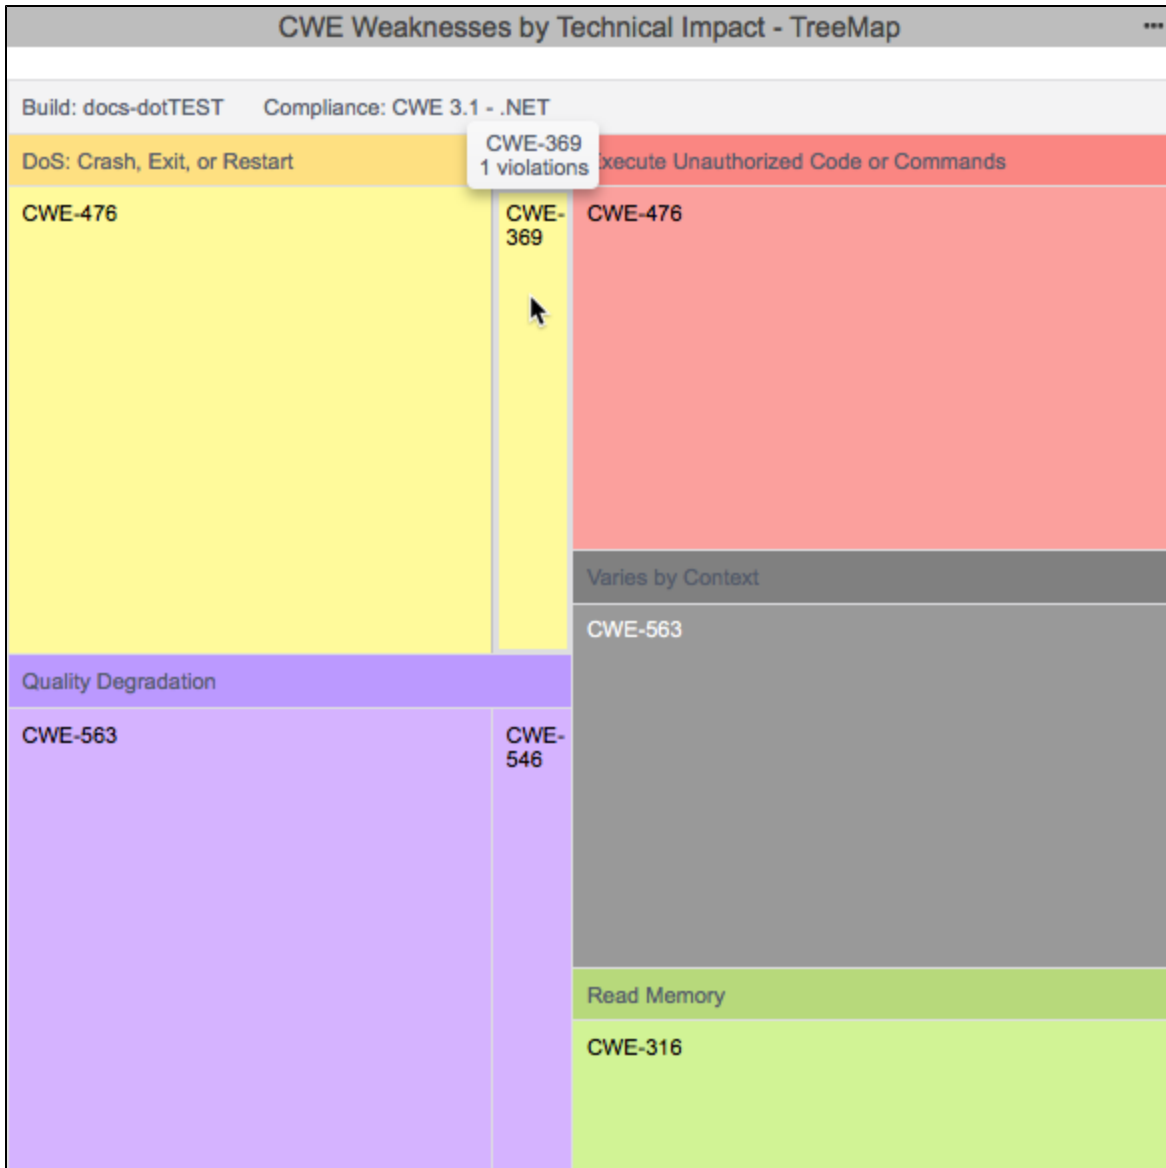 CWE Weaknesses by Technical Impact - TreeMap
Build: docs-dotTEST Compliance: CWE 3.1 - .NET
CWE-369
1 violations
DoS: Crash, Exit, or Restart
xecute Unauthorized Code or Commands
CWE-476
CWE-
369
CWE-476
Varies by Context
CWE-563
Quality Degradation
CWE-563
CWE-
546
Read Memory
CWE-316